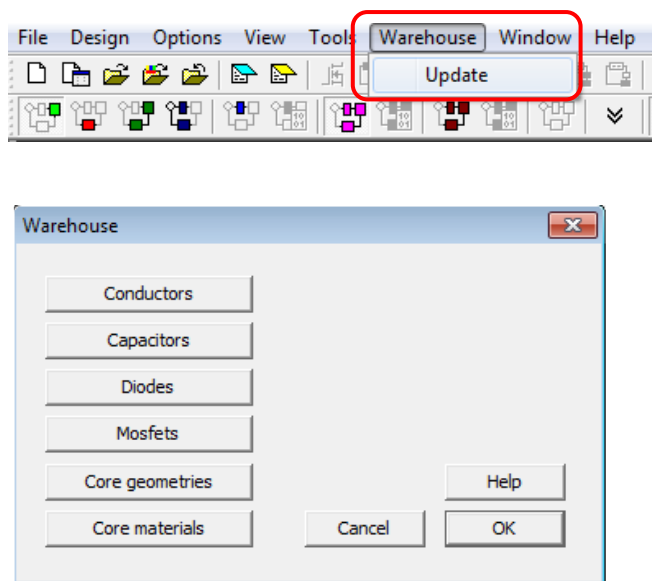 File Design Options View Tools Warehouse Window Help
Update
Warehouse
Conductors
Capacitors
Diodes
Mosfets
Core geometries
Help
Core materials
Cancel
OK